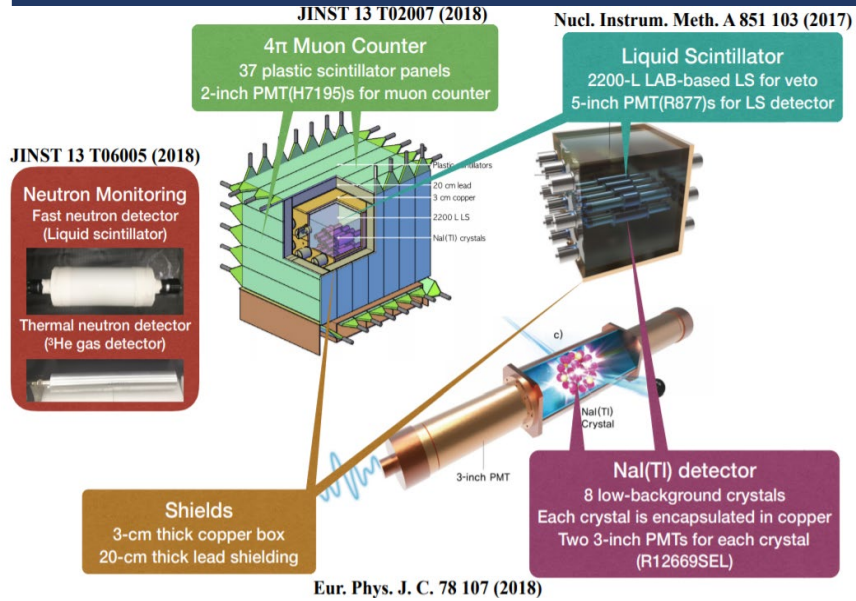 JINST 13 T02007 (2018)
Nucl. Instrum. Meth. A 851 103 (2017)
4π Muon Counter
37 plastic scintillator panels
2-inch PMT(H7195)s for muon counter
Liquid Scintillator
2200-L LAB-based LS for veto
5-inch PMT(R877)s for LS detector
JINST 13 T06005 (2018)
Neutron Monitoring
Fast neutron detector
(Liquid scintillator)
Thermal neutron detector
(³He gas detector)
Plastic scintillators
20 cm lead
3 cm copper
2200 L LS
NaI(Tl) crystals
c)
NaI(Tl)
Crystal
3-inch PMT
Shields
3-cm thick copper box
20-cm thick lead shielding
NaI(Tl) detector
8 low-background crystals
Each crystal is encapsulated in copper
Two 3-inch PMTs for each crystal
(R12669SEL)
Eur. Phys. J. C. 78 107 (2018)